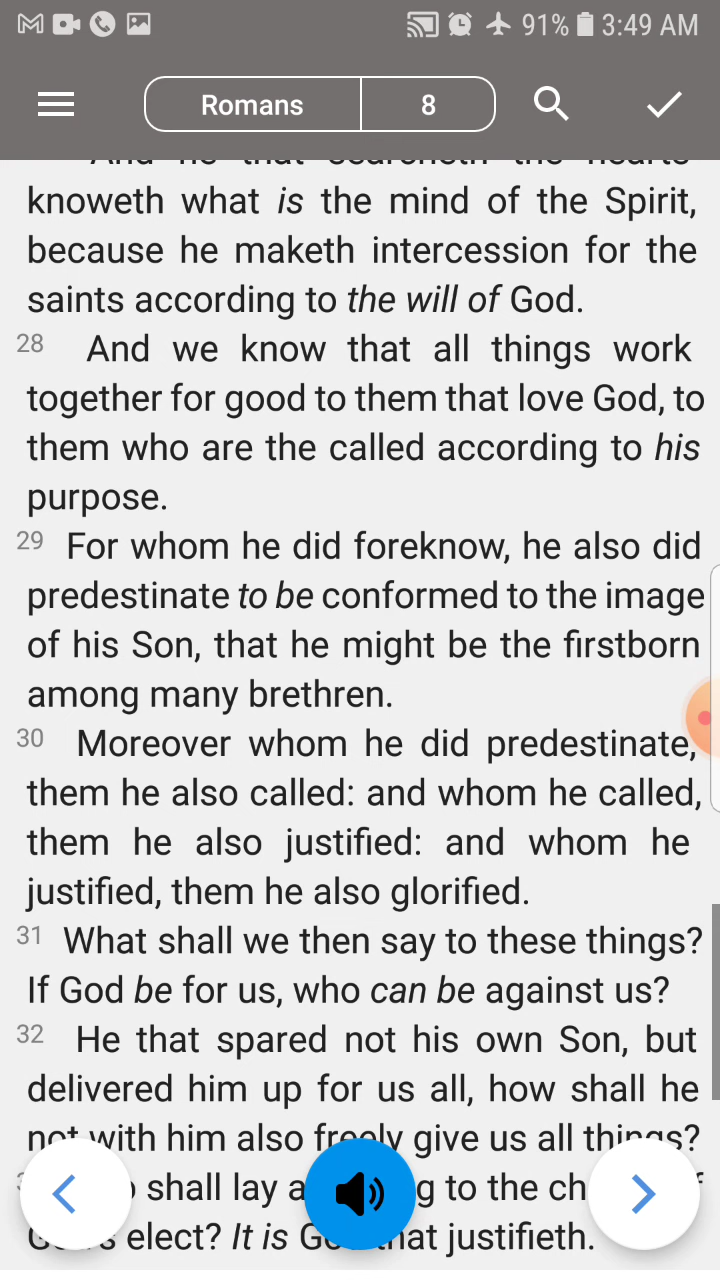 91% 3:49 AM
Romans 8
knoweth what is the mind of the Spirit,
because he maketh intercession for the
saints according to the will of God.
28 And we know that all things work
together for good to them that love God, to
them who are the called according to his
purpose.
29 For whom he did foreknow, he also did
predestinate to be conformed to the image
of his Son, that he might be the firstborn
among many brethren.
30 Moreover whom he did predestinate,
them he also called: and whom he called,
them he also justified: and whom he
justified, them he also glorified.
31 What shall we then say to these things?
If God be for us, who can be against us?
32 He that spared not his own Son, but
delivered him up for us all, how shall he
not with him also freely give us all things?
shall lay to the
elect? It is that justifieth.